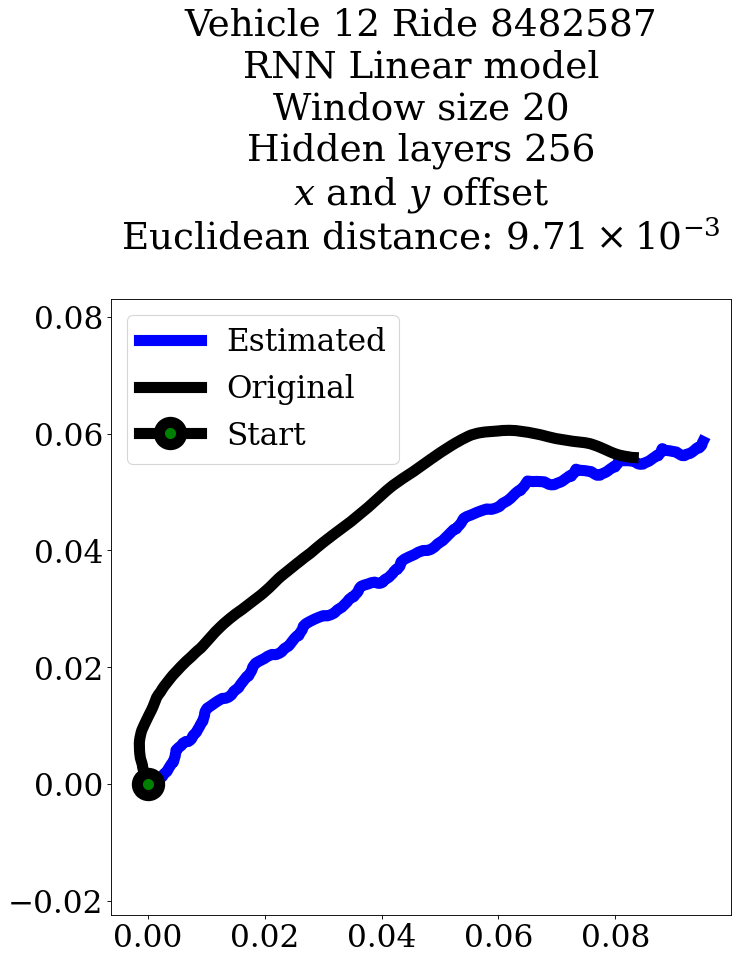 Vehicle 12 Ride 8482587
RNN Linear model
Window size 20
Hidden layers 256
x and y offset
Euclidean distance: 9.71 × 10⁻³
Estimated
Original
Start
0.08
0.06
0.04
0.02
0.00
−0.02
0.00 0.02 0.04 0.06 0.08